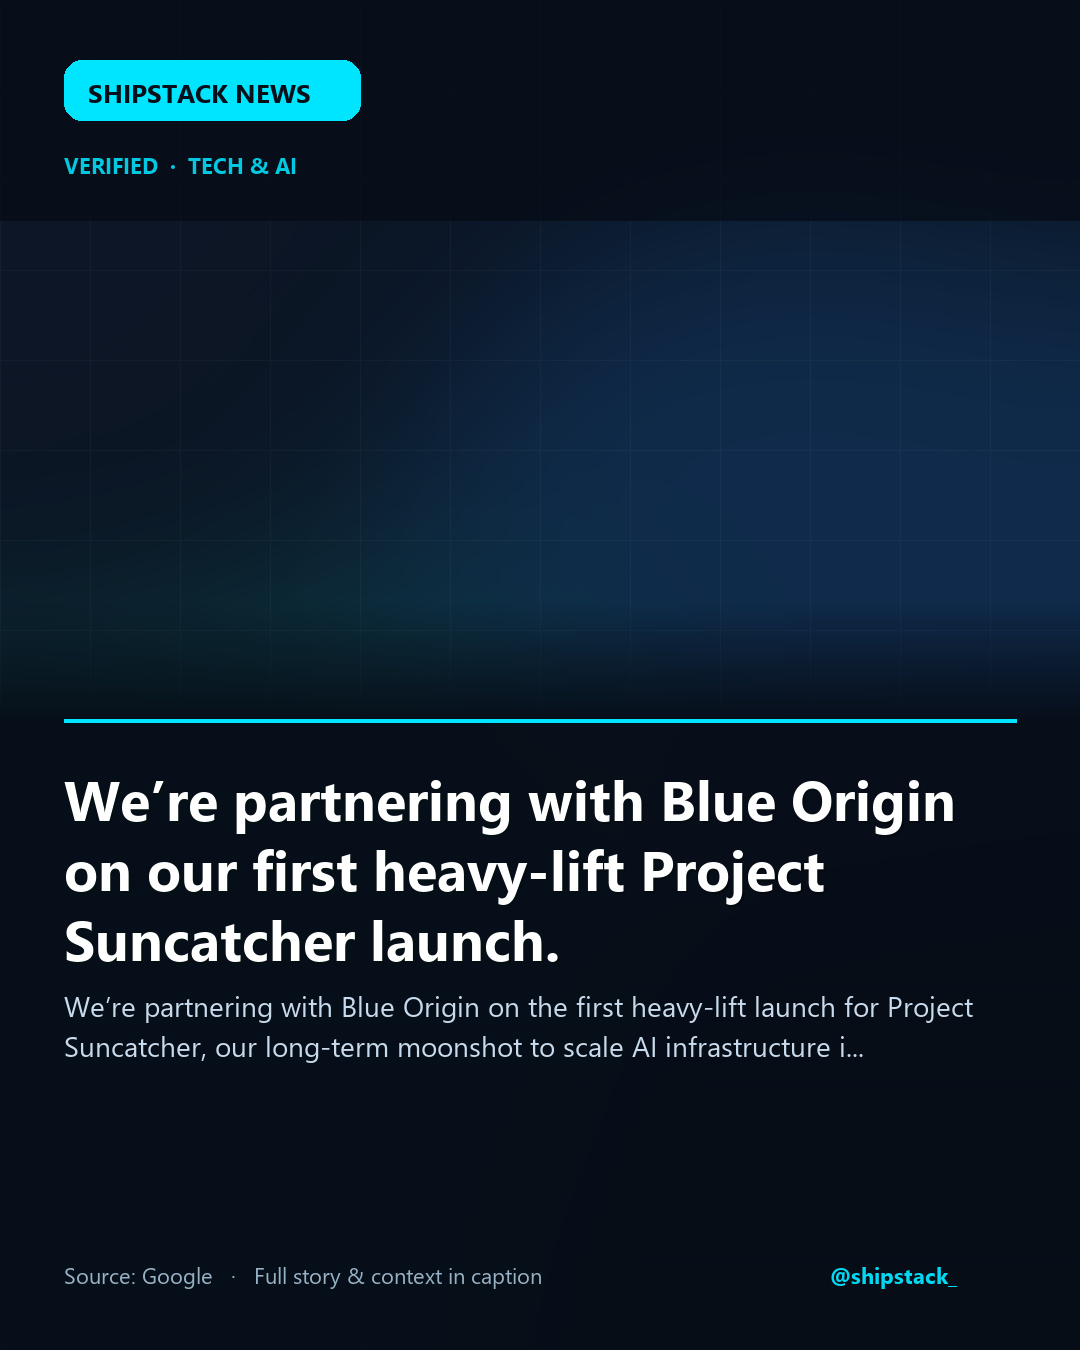 SHIPSTACK NEWS
VERIFIED · TECH & AI
We’re partnering with Blue Origin
on our first heavy-lift Project
Suncatcher launch.
We’re partnering with Blue Origin on the first heavy-lift launch for Project
Suncatcher, our long-term moonshot to scale AI infrastructure i...
Source: Google · Full story & context in caption
@shipstack_